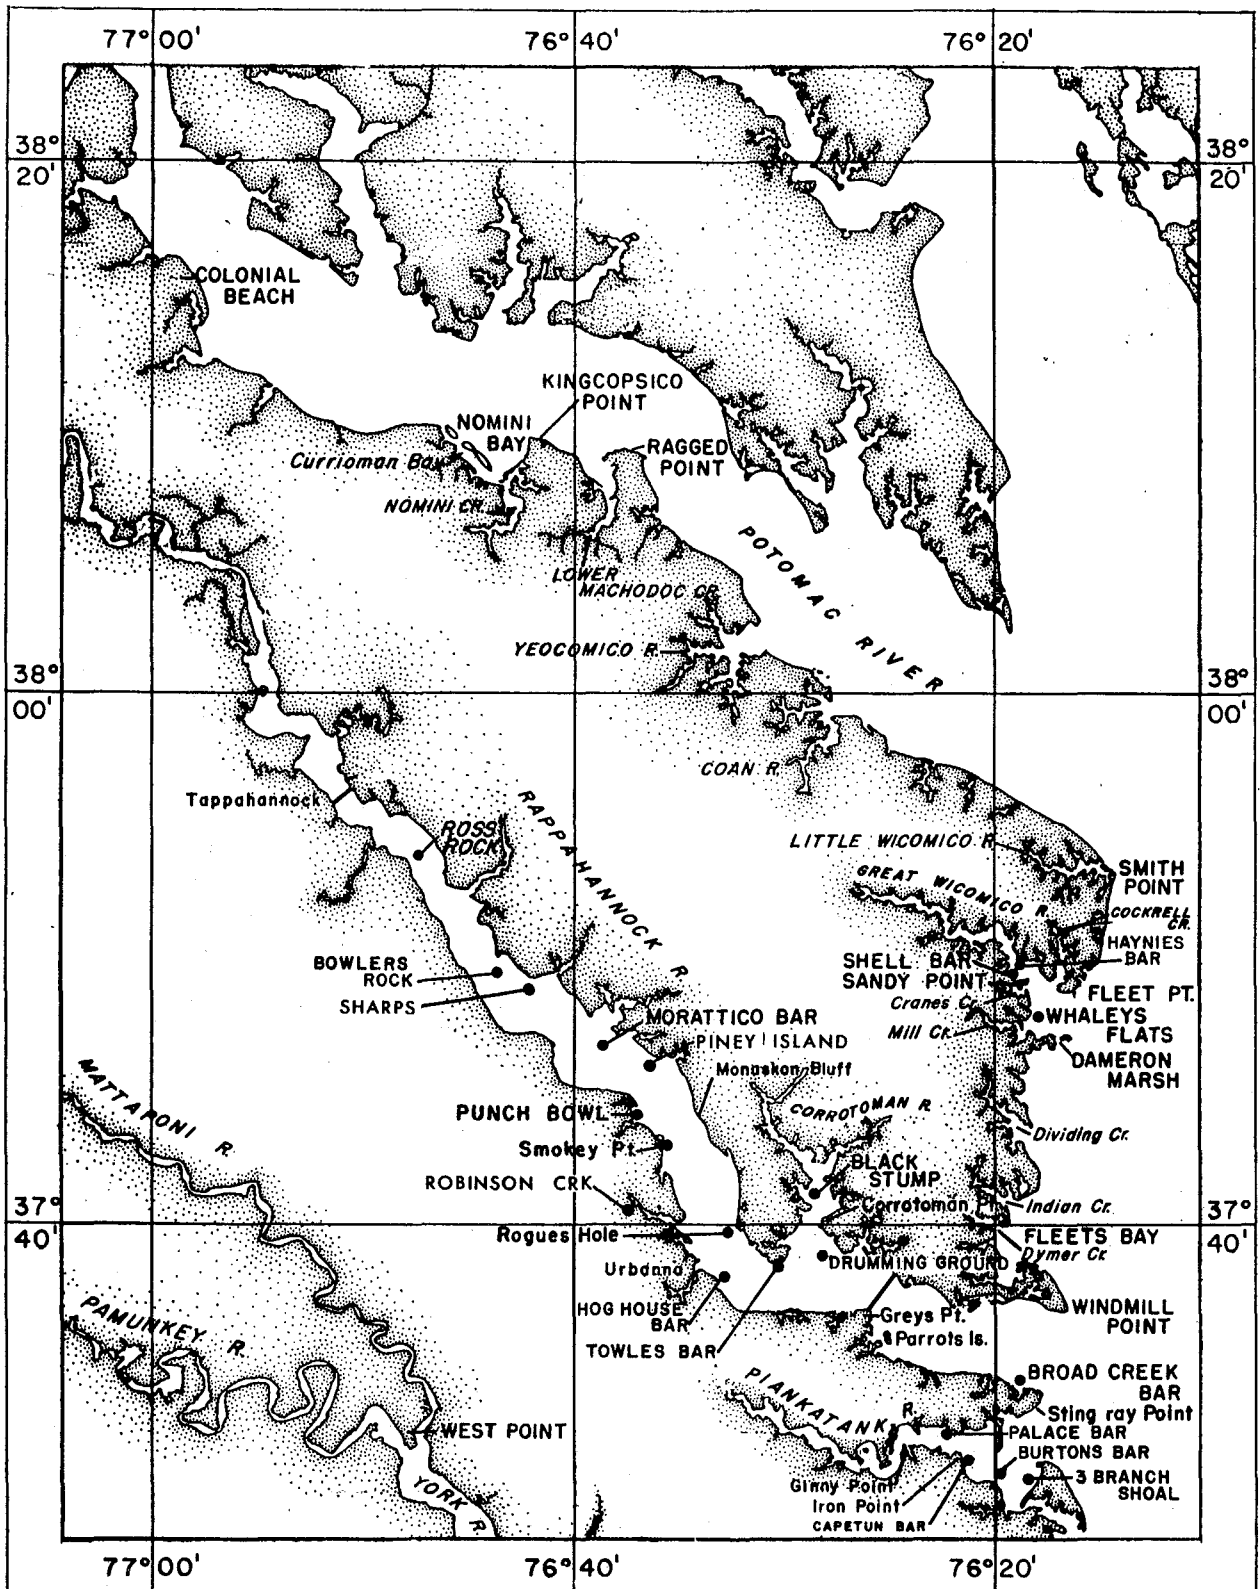 77°00' 76°40' 76°20'
38° 38°
20' 20'
COLONIAL
BEACH
KINGCOPSICO
POINT
NOMINI
BAY
RAGGED
POINT
Currioman Bay
NOMINI CR.
LOWER
MACHODOC CR.
POTOMAC RIVER
YEOCOMICO R.
38° 38°
00' 00'
COAN R.
Tappahannock
ROSS
ROCK
RAPPAHANNOCK R.
LITTLE WICOMICO R.
SMITH
POINT
GREAT WICOMICO R.
COCKRELL
CR.
HAYNIES
BAR
SHELL BAR
SANDY POINT
BOWLERS
ROCK
SHARPS
Cranes Cr.
FLEET PT.
MORATTICO BAR
WHALEYS
FLATS
Mill Cr.
PINEY ISLAND
DAMERON
MARSH
Monaskon Bluff
MATTAPONI R.
PUNCH BOWL
CORROTOMAN R.
Dividing Cr.
Smokey Pt.
BLACK
STUMP
ROBINSON CRK
Corrotoman Pt.
Indian Cr.
37° 37°
40' 40'
Rogues Hole
FLEETS BAY
Dymer Cr.
Urbanna
DRUMMING GROUND
HOG HOUSE
BAR
Greys Pt.
WINDMILL
POINT
PAMUNKEY R.
TOWLES BAR
& Parrots Is.
PIANKATANK R.
BROAD CREEK
BAR
Sting ray Point
WEST POINT
PALACE BAR
BURTONS BAR
Ginny Point
3 BRANCH
SHOAL
YORK R.
Iron Point
CAPETUN BAR
77°00' 76°40' 76°20'